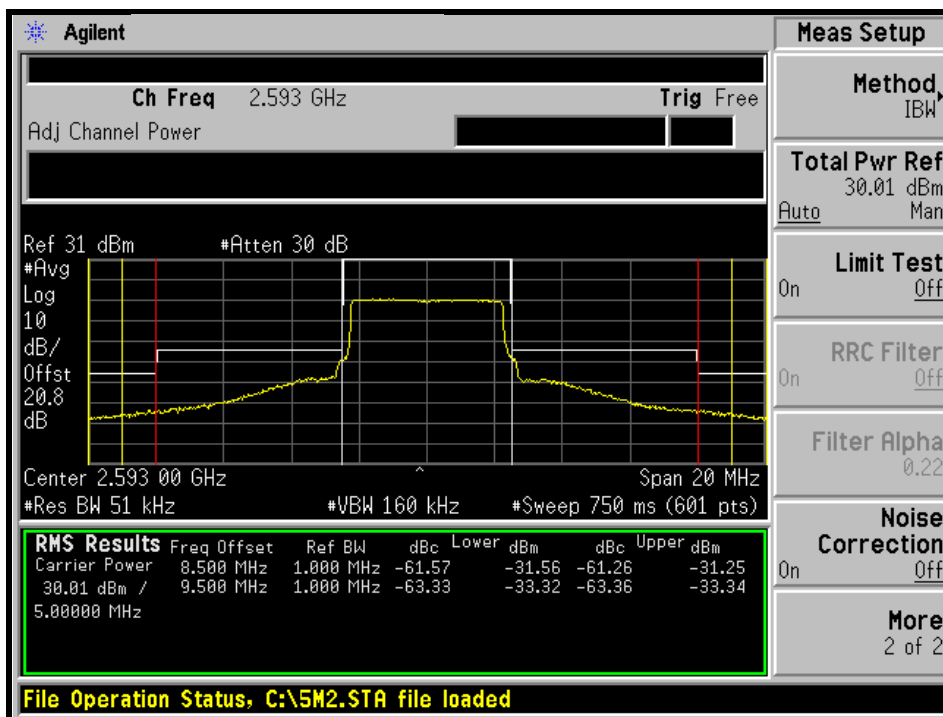 Agilent
Ch Freq 2.593 GHz Trig Free
Adj Channel Power
Ref 31 dBm #Atten 30 dB
#Avg
Log
10
dB/
Offst
20.8
dB
Center 2.593 00 GHz Span 20 MHz
#Res BW 51 kHz #VBW 160 kHz #Sweep 750 ms (601 pts)
RMS Results Freq Offset Ref BW dBc Lower dBm dBc Upper dBm
Carrier Power 8.500 MHz 1.000 MHz -61.57 -31.56 -61.26 -31.25
30.01 dBm / 9.500 MHz 1.000 MHz -63.33 -33.32 -63.36 -33.34
5.00000 MHz
File Operation Status, C:\5M2.STA file loaded
Meas Setup
Method
IBW
Total Pwr Ref
30.01 dBm
Auto Man
Limit Test
On Off
RRC Filter
On Off
Filter Alpha
0.22
Noise
Correction
On Off
More
2 of 2